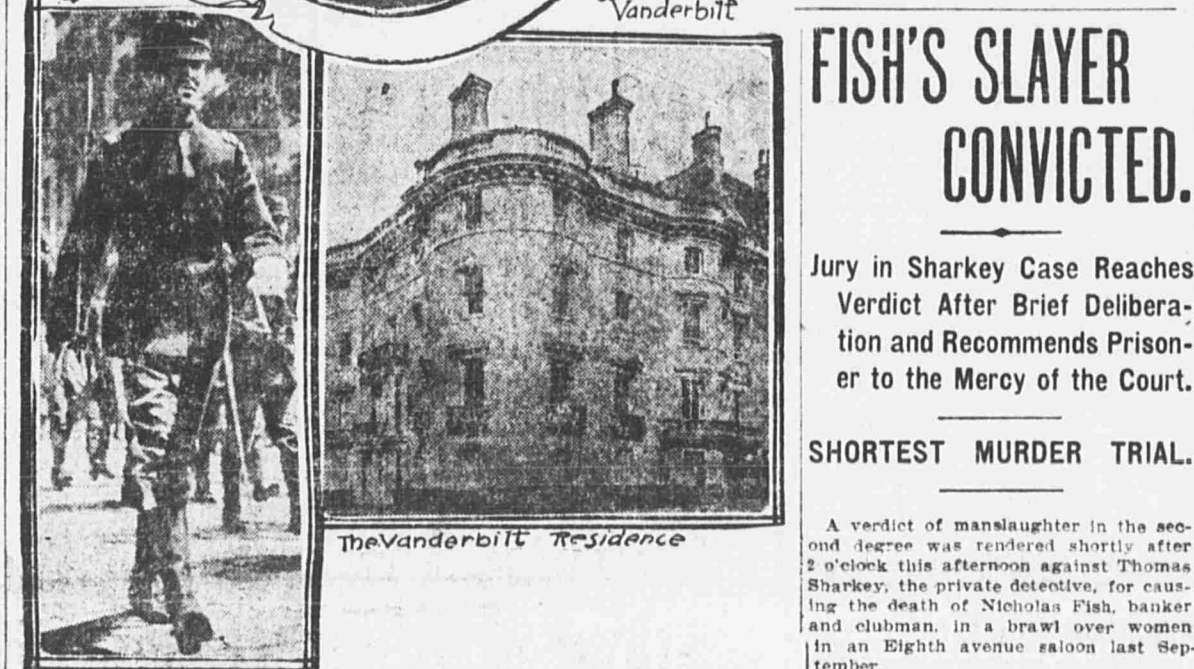 Vanderbilt
The Vanderbilt Residence
FISH'S SLAYER
CONVICTED.
Jury in Sharkey Case Reaches
Verdict After Brief Delibera-
tion and Recommends Prison-
er to the Mercy of the Court.
SHORTEST MURDER TRIAL.
A verdict of manslaughter in the sec-
ond degree was rendered shortly after
2 o'clock this afternoon against Thomas
Sharkey, the private detective, for caus-
ing the death of Nicholas Fish, banker
and clubman, in a brawl over women
in an Eighth avenue saloon last Sep-
tember